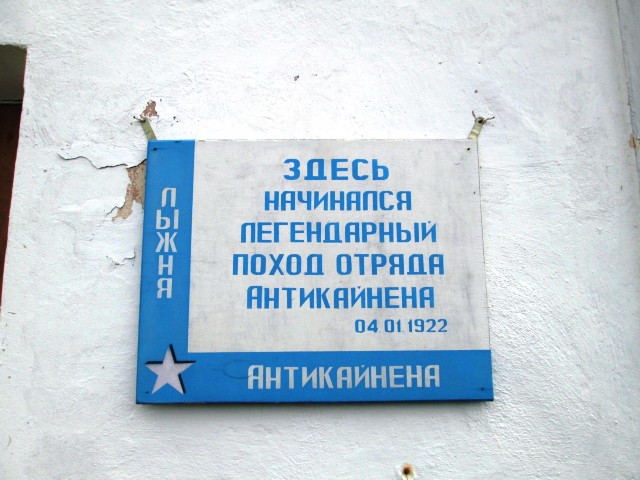 ЗДЕСЬ
НАЧИНАЛСЯ
ЛЕГЕНДАРНЫЙ
ПОХОД ОТРЯДА
АНТИКАЙНЕНА
04 01 1922
ЛЫЖНЯ
АНТИКАЙНЕНА